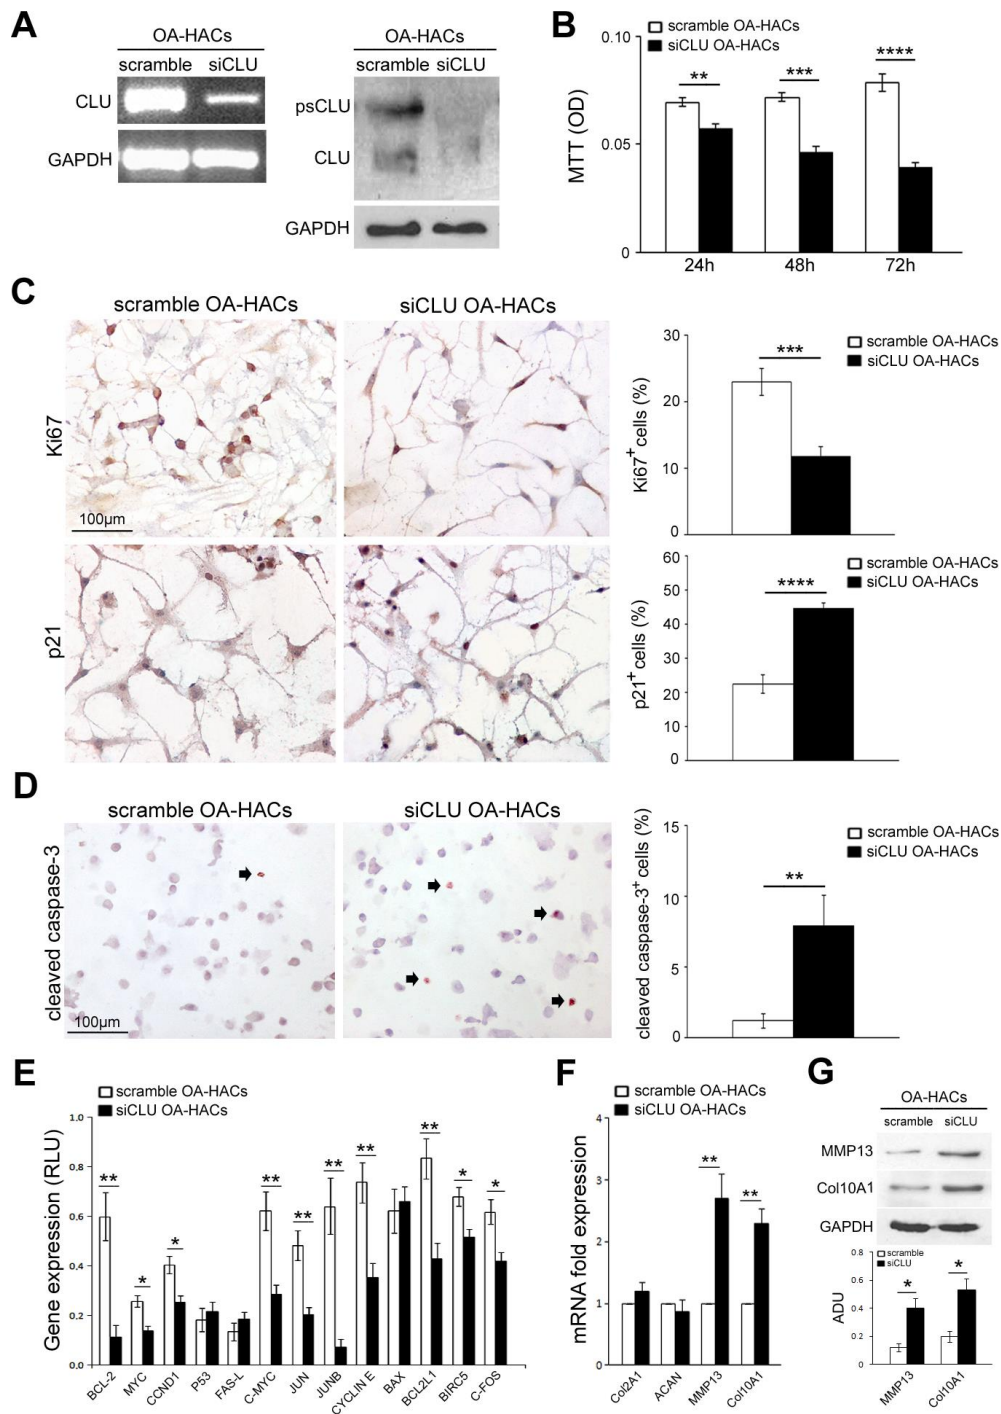 A
OA-HACs
scramble siCLU
CLU
GAPDH
OA-HACs
scramble siCLU
psCLU
CLU
GAPDH
B
scramble OA-HACs
siCLU OA-HACs
0.10
0.05
0
MTT (OD)
** *** ****
24h 48h 72h
C
scramble OA-HACs siCLU OA-HACs
Ki67
100µm
p21
scramble OA-HACs
siCLU OA-HACs
Ki67+ cells (%)
30
20
10
0
***
scramble OA-HACs
siCLU OA-HACs
p21+ cells (%)
60
50
40
30
20
10
0
****
D
scramble OA-HACs siCLU OA-HACs
cleaved caspase-3
100µm
scramble OA-HACs
siCLU OA-HACs
cleaved caspase-3+ cells (%)
15
10
5
0
**
E
scramble OA-HACs
siCLU OA-HACs
Gene expression (RLU)
1.0
0.8
0.6
0.4
0.2
0.0
** * * ** ** ** ** ** * *
BCL-2 MYC CCND1 P53 FAS-L C-MYC JUN JUNB CYCLIN E BAX BCL2L1 BIRC5 C-FOS
F
scramble OA-HACs
siCLU OA-HACs
mRNA fold expression
4
3
2
1
0
** **
Col2A1 ACAN MMP13 Col10A1
G
OA-HACs
scramble siCLU
MMP13
Col10A1
GAPDH
scramble
siCLU
ADU
0.8
0.6
0.4
0.2
0
* *
MMP13 Col10A1